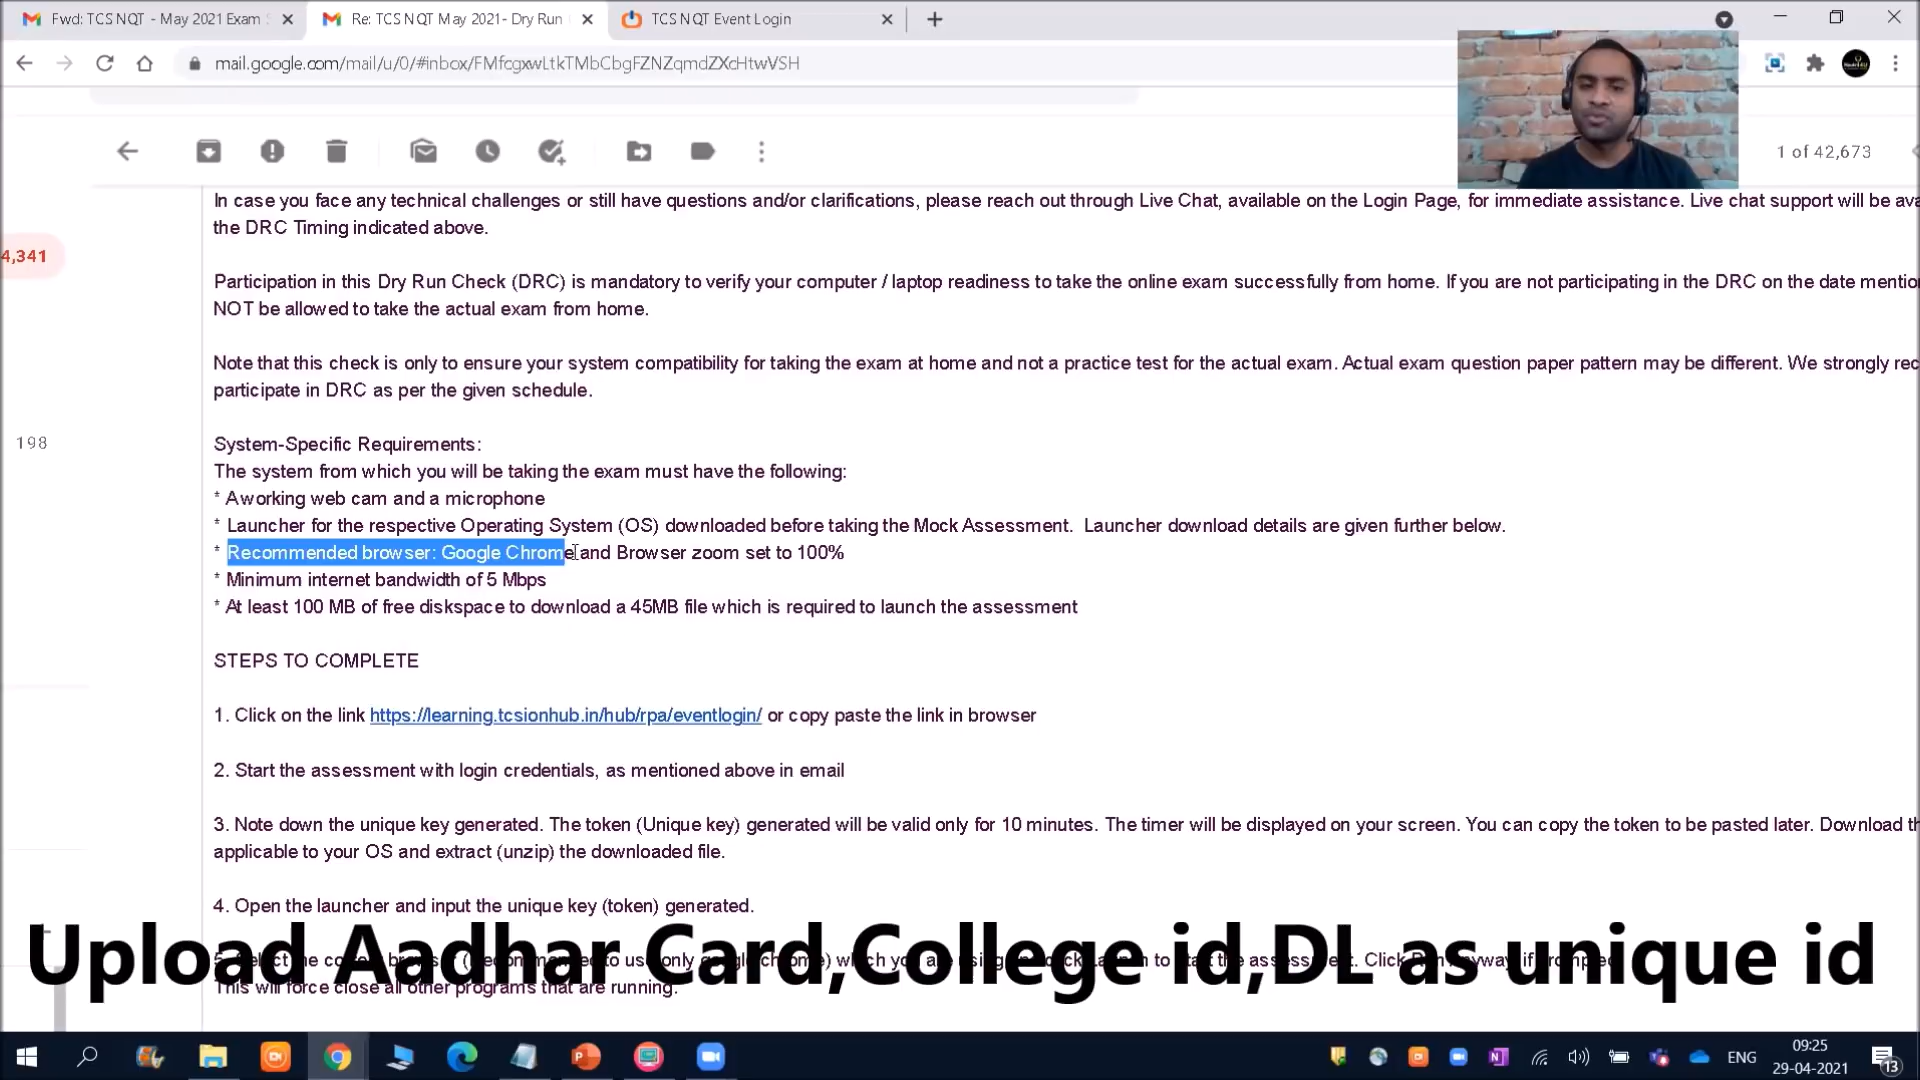 Fwd: TCS NQT - May 2021 Exam S
Re: TCS NQT May 2021- Dry Run
TCS NQT Event Login
mail.google.com/mail/u/0/#inbox/FMfcgxwLtkTMbCbgFZNZqmdZXcHtwVSH
1 of 42,673
In case you face any technical challenges or still have questions and/or clarifications, please reach out through Live Chat, available on the Login Page, for immediate assistance. Live chat support will be ava
the DRC Timing indicated above.
4,341
Participation in this Dry Run Check (DRC) is mandatory to verify your computer / laptop readiness to take the online exam successfully from home. If you are not participating in the DRC on the date mentio
NOT be allowed to take the actual exam from home.
Note that this check is only to ensure your system compatibility for taking the exam at home and not a practice test for the actual exam. Actual exam question paper pattern may be different. We strongly rec
participate in DRC as per the given schedule.
198
System-Specific Requirements:
The system from which you will be taking the exam must have the following:
* Aworking web cam and a microphone
* Launcher for the respective Operating System (OS) downloaded before taking the Mock Assessment. Launcher download details are given further below.
* Recommended browser: Google Chrome and Browser zoom set to 100%
* Minimum internet bandwidth of 5 Mbps
* At least 100 MB of free diskspace to download a 45MB file which is required to launch the assessment
STEPS TO COMPLETE
1. Click on the link https://learning.tcsionhub.in/hub/rpa/eventlogin/ or copy paste the link in browser
2. Start the assessment with login credentials, as mentioned above in email
3. Note down the unique key generated. The token (Unique key) generated will be valid only for 10 minutes. The timer will be displayed on your screen. You can copy the token to be pasted later. Download th
applicable to your OS and extract (unzip) the downloaded file.
4. Open the launcher and input the unique key (token) generated.
Upload Aadhar Card,College id,DL as unique id
This will force close all other programs that are running.
ENG
09:25
29-04-2021
13